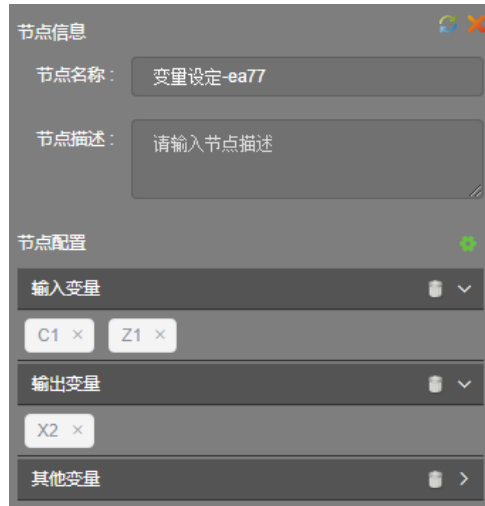 节点信息
节点名称 : 变量设定-ea77
节点描述 : 请输入节点描述
节点配置
输入变量
C1 × Z1 ×
输出变量
X2 ×
其他变量